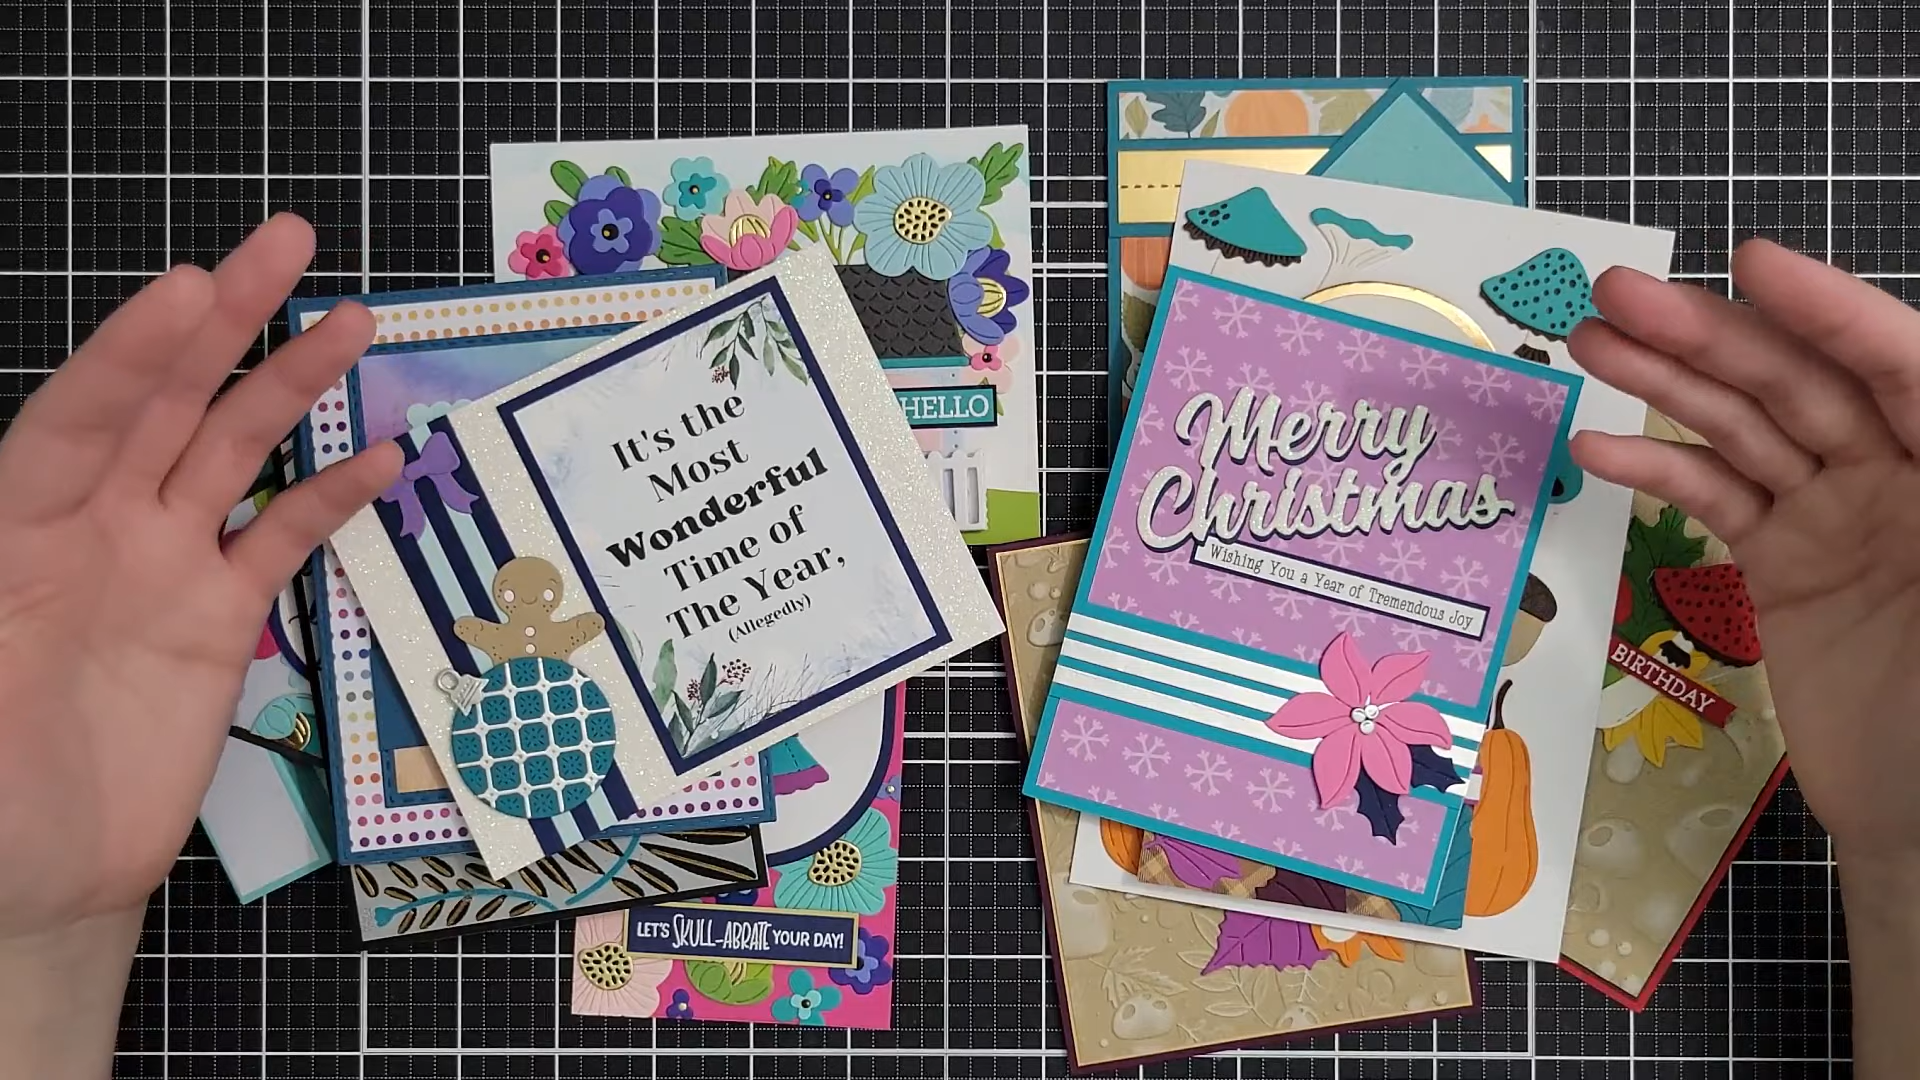 HELLO
It's the
Most
Wonderful
Time of
The Year,
(Allegedly)
Merry
Christmas
Wishing You a Year of Tremendous Joy
BIRTHDAY
LET'S SKULL-ABRATE YOUR DAY!